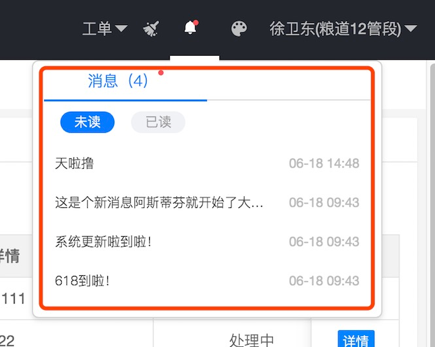 工单 徐卫东(粮道12管段)
消息（4）
未读 已读
天啦撸 06-18 14:48
这是个新消息阿斯蒂芬就开始了大... 06-18 09:43
系统更新啦到啦！ 06-18 09:43
618到啦！ 06-18 09:43
详情
111
22 处理中 详情